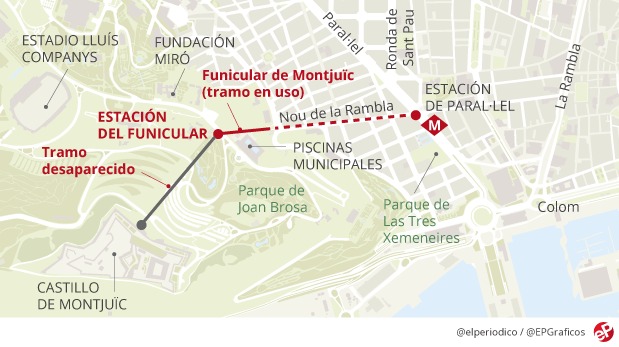 ESTADIO LLUÍS
COMPANYS
FUNDACIÓN
MIRÓ
Paral·lel
Ronda de
Sant Pau
La Rambla
Funicular de Montjuïc
(tramo en uso)
ESTACIÓN
DE PARAL·LEL
M
Nou de la Rambla
ESTACIÓN
DEL FUNICULAR
Tramo
desaparecido
PISCINAS
MUNICIPALES
Parque de
Joan Brosa
Parque de
Las Tres
Xemeneires
Colom
CASTILLO
DE MONTJUÏC
@elperiodico / @EPGraficos
eP